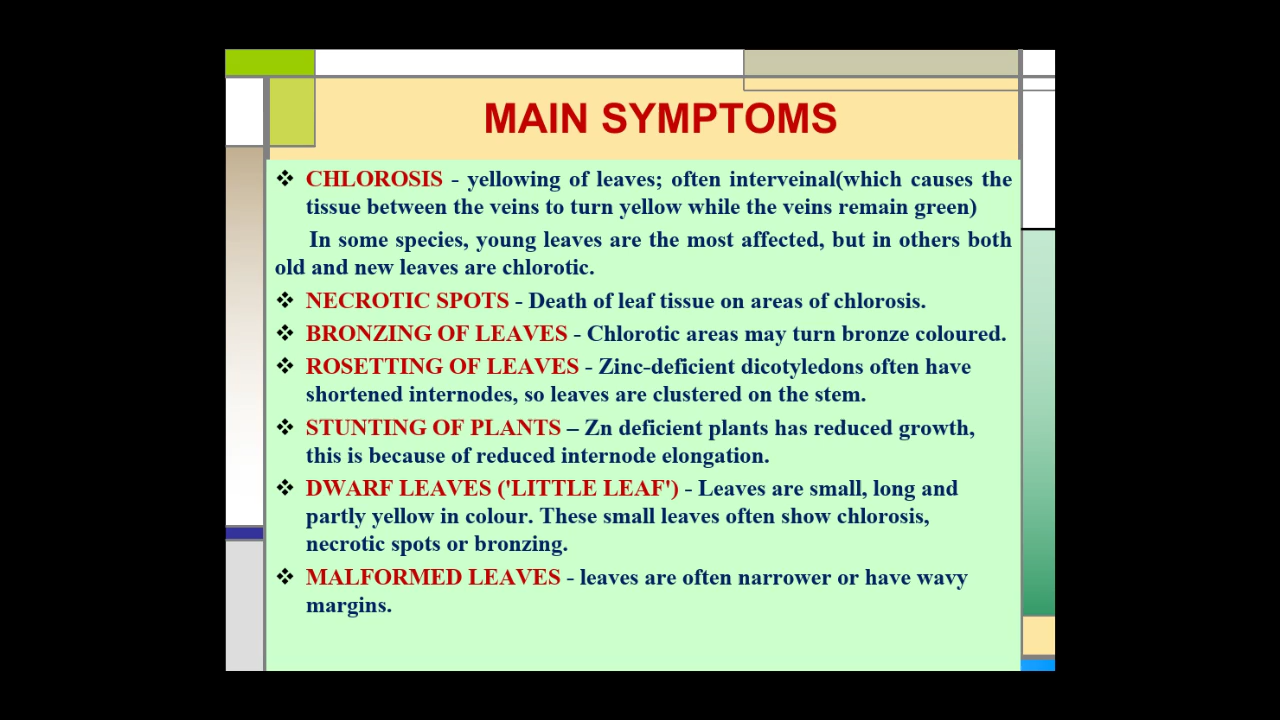 MAIN SYMPTOMS
❖ CHLOROSIS - yellowing of leaves; often interveinal(which causes the
tissue between the veins to turn yellow while the veins remain green)
In some species, young leaves are the most affected, but in others both
old and new leaves are chlorotic.
❖ NECROTIC SPOTS - Death of leaf tissue on areas of chlorosis.
❖ BRONZING OF LEAVES - Chlorotic areas may turn bronze coloured.
❖ ROSETTING OF LEAVES - Zinc-deficient dicotyledons often have
shortened internodes, so leaves are clustered on the stem.
❖ STUNTING OF PLANTS – Zn deficient plants has reduced growth,
this is because of reduced internode elongation.
❖ DWARF LEAVES ('LITTLE LEAF') - Leaves are small, long and
partly yellow in colour. These small leaves often show chlorosis,
necrotic spots or bronzing.
❖ MALFORMED LEAVES - leaves are often narrower or have wavy
margins.